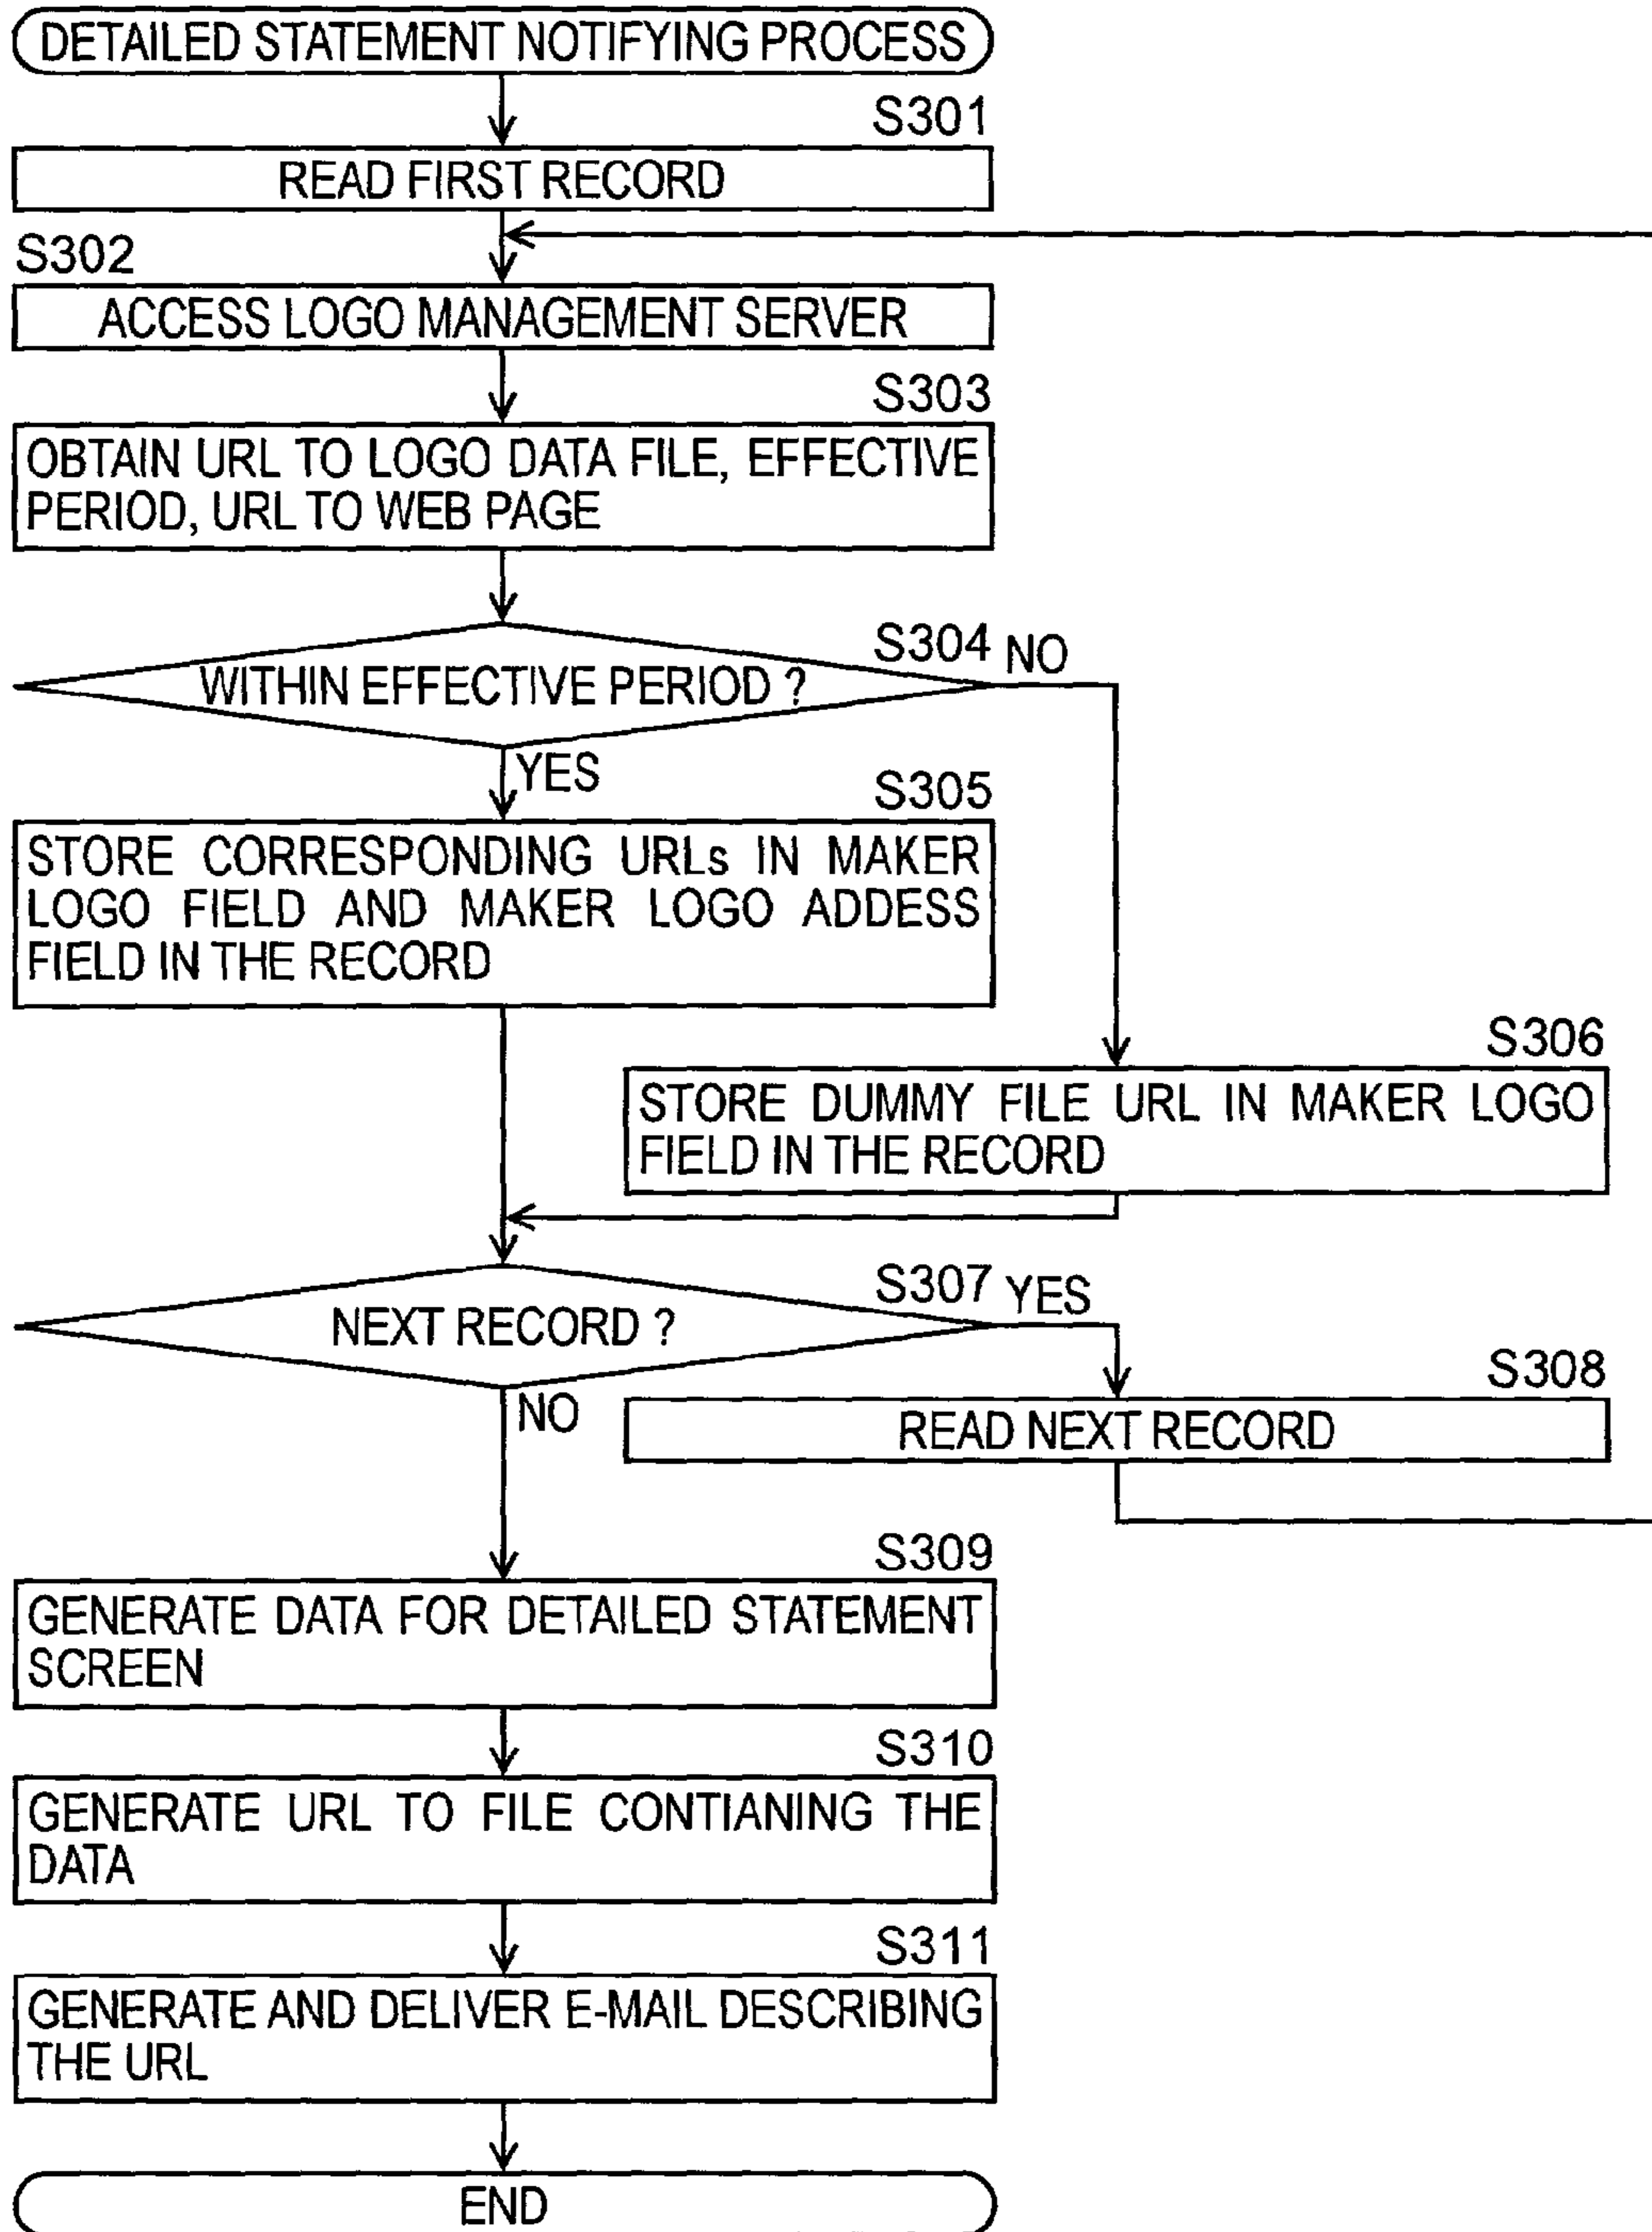 DETAILED STATEMENT NOTIFYING PROCESS
S301
READ FIRST RECORD
S302
ACCESS LOGO MANAGEMENT SERVER
S303
OBTAIN URL TO LOGO DATA FILE, EFFECTIVE
PERIOD, URL TO WEB PAGE
S304 NO
WITHIN EFFECTIVE PERIOD ?
YES
S305
STORE CORRESPONDING URLs IN MAKER
LOGO FIELD AND MAKER LOGO ADDESS
FIELD IN THE RECORD
S306
STORE DUMMY FILE URL IN MAKER LOGO
FIELD IN THE RECORD
S307 YES
NEXT RECORD ?
NO
S308
READ NEXT RECORD
S309
GENERATE DATA FOR DETAILED STATEMENT
SCREEN
S310
GENERATE URL TO FILE CONTIANING THE
DATA
S311
GENERATE AND DELIVER E-MAIL DESCRIBING
THE URL
END